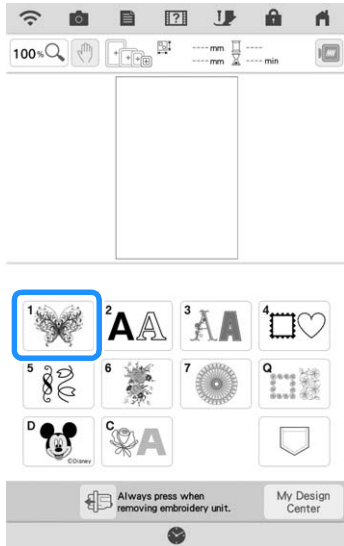 100%
---- mm ----
---- mm ---- min
1
2 AA
3 AA
4
5
6
7
Q
D
©Disney
C A
Always press when
removing embroidery unit.
My Design
Center